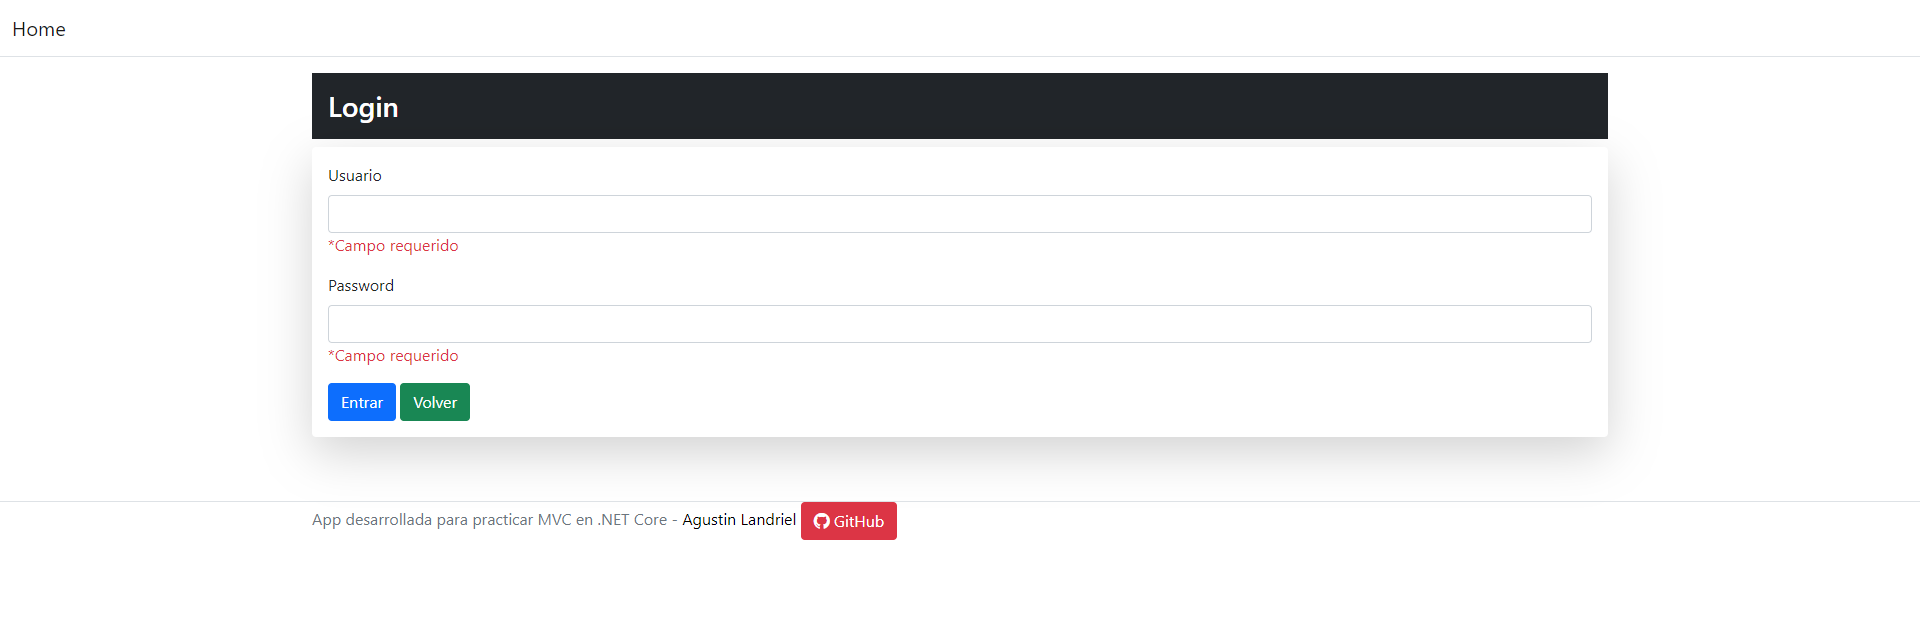 Home
Login
Usuario
*Campo requerido
Password
*Campo requerido
Entrar Volver
App desarrollada para practicar MVC en .NET Core - Agustin Landriel GitHub